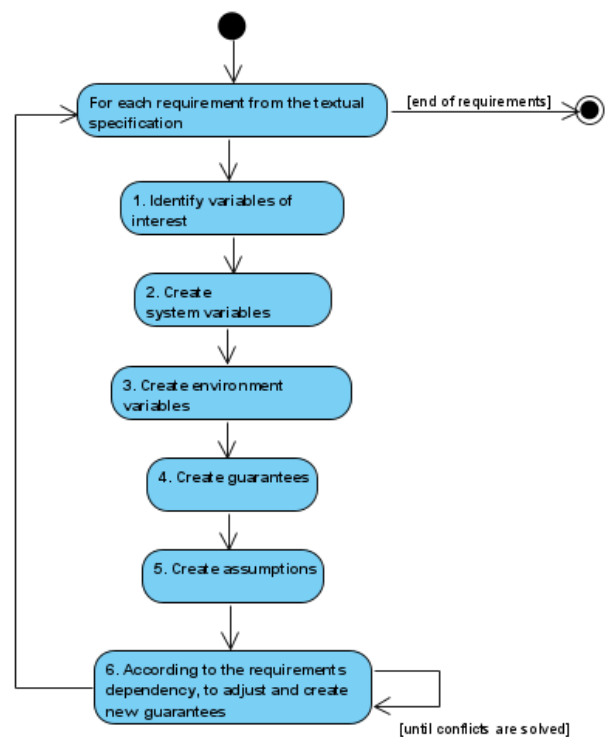 For each requirement from the textual
specification
[end of requirements]
1. Identify variables of
interest
2. Create
system variables
3. Create environment
variables
4. Create guarantees
5. Create assumptions
6. According to the requirements
dependency, to adjust and create
new guarantees
[until conflicts are solved]